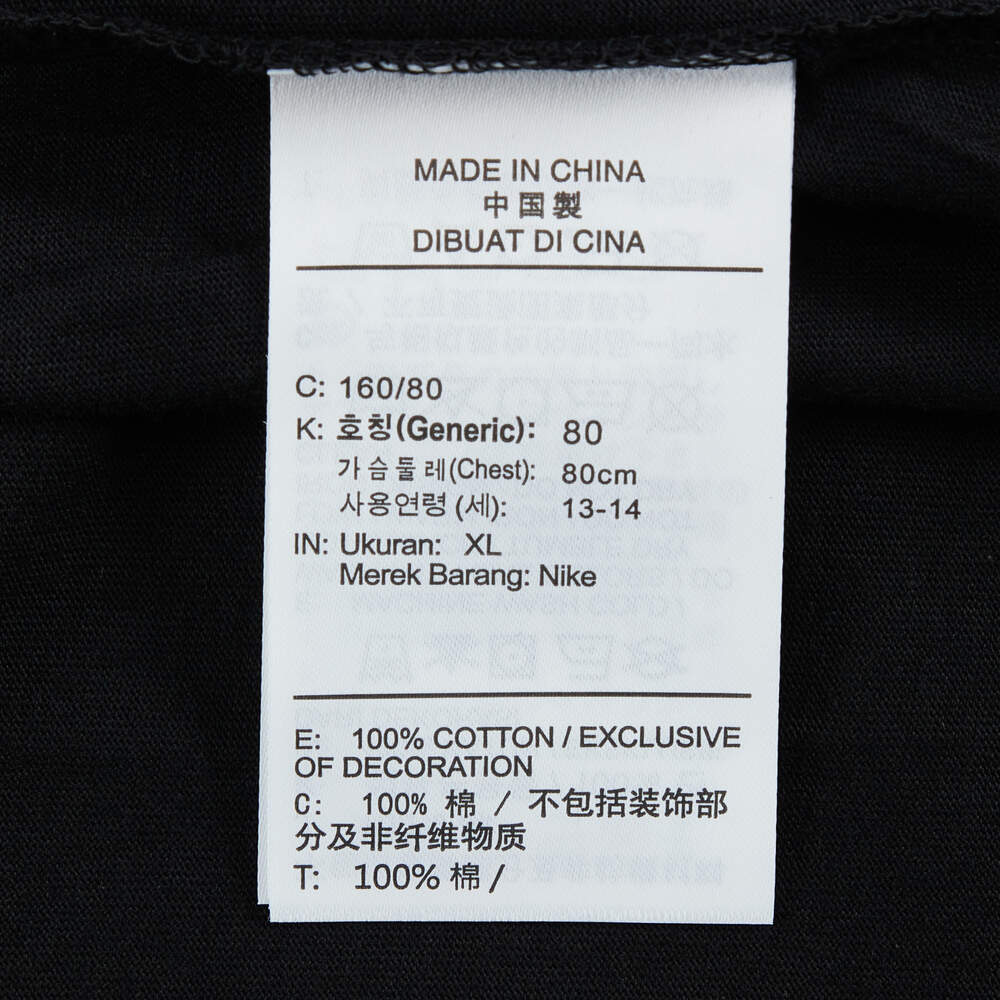 MADE IN CHINA
中国製
DIBUAT DI CINA
C: 160/80
K: 호칭(Generic): 80
가슴둘레(Chest): 80cm
사용연령 (세): 13-14
IN: Ukuran: XL
Merek Barang: Nike
E: 100% COTTON / EXCLUSIVE
OF DECORATION
C: 100% 棉 / 不包括装饰部
分及非纤维物质
T: 100% 棉 /